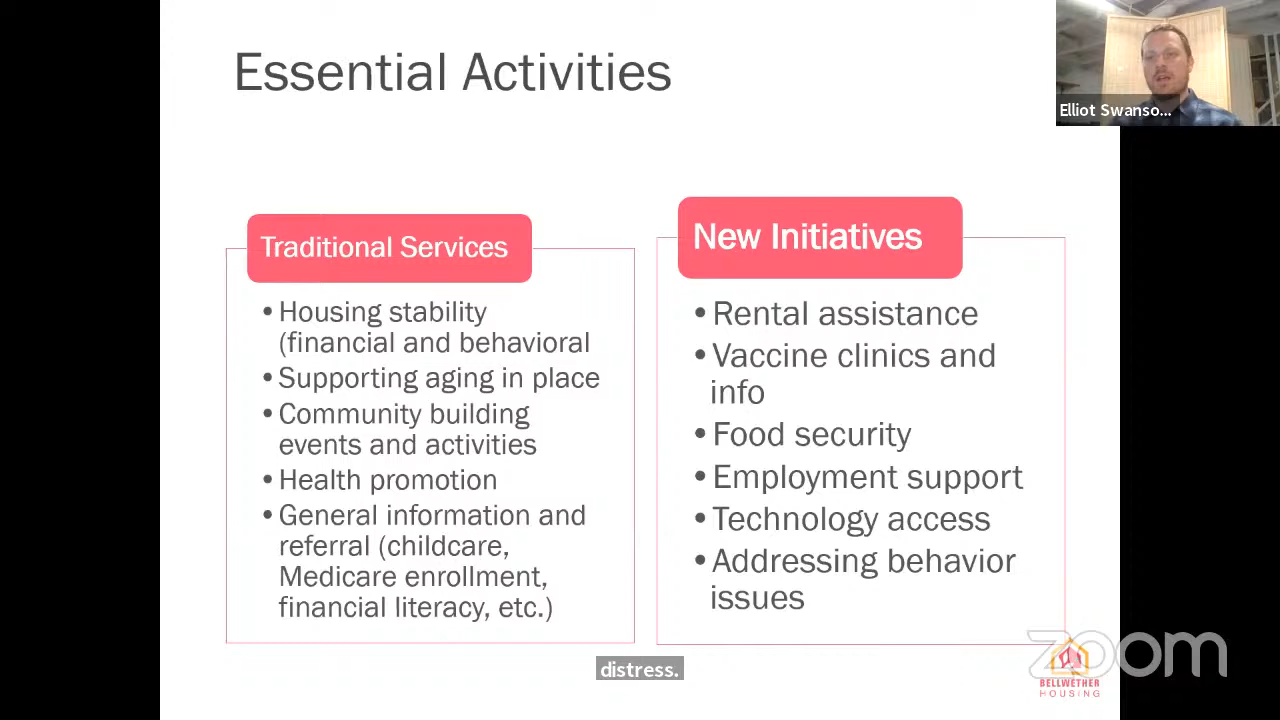 Essential Activities
Elliot Swanso...
Traditional Services
•Housing stability
(financial and behavioral
•Supporting aging in place
•Community building
events and activities
•Health promotion
•General information and
referral (childcare,
Medicare enrollment,
financial literacy, etc.)
New Initiatives
•Rental assistance
•Vaccine clinics and
info
•Food security
•Employment support
•Technology access
•Addressing behavior
issues
distress.
zoom
BELLWETHER
HOUSING